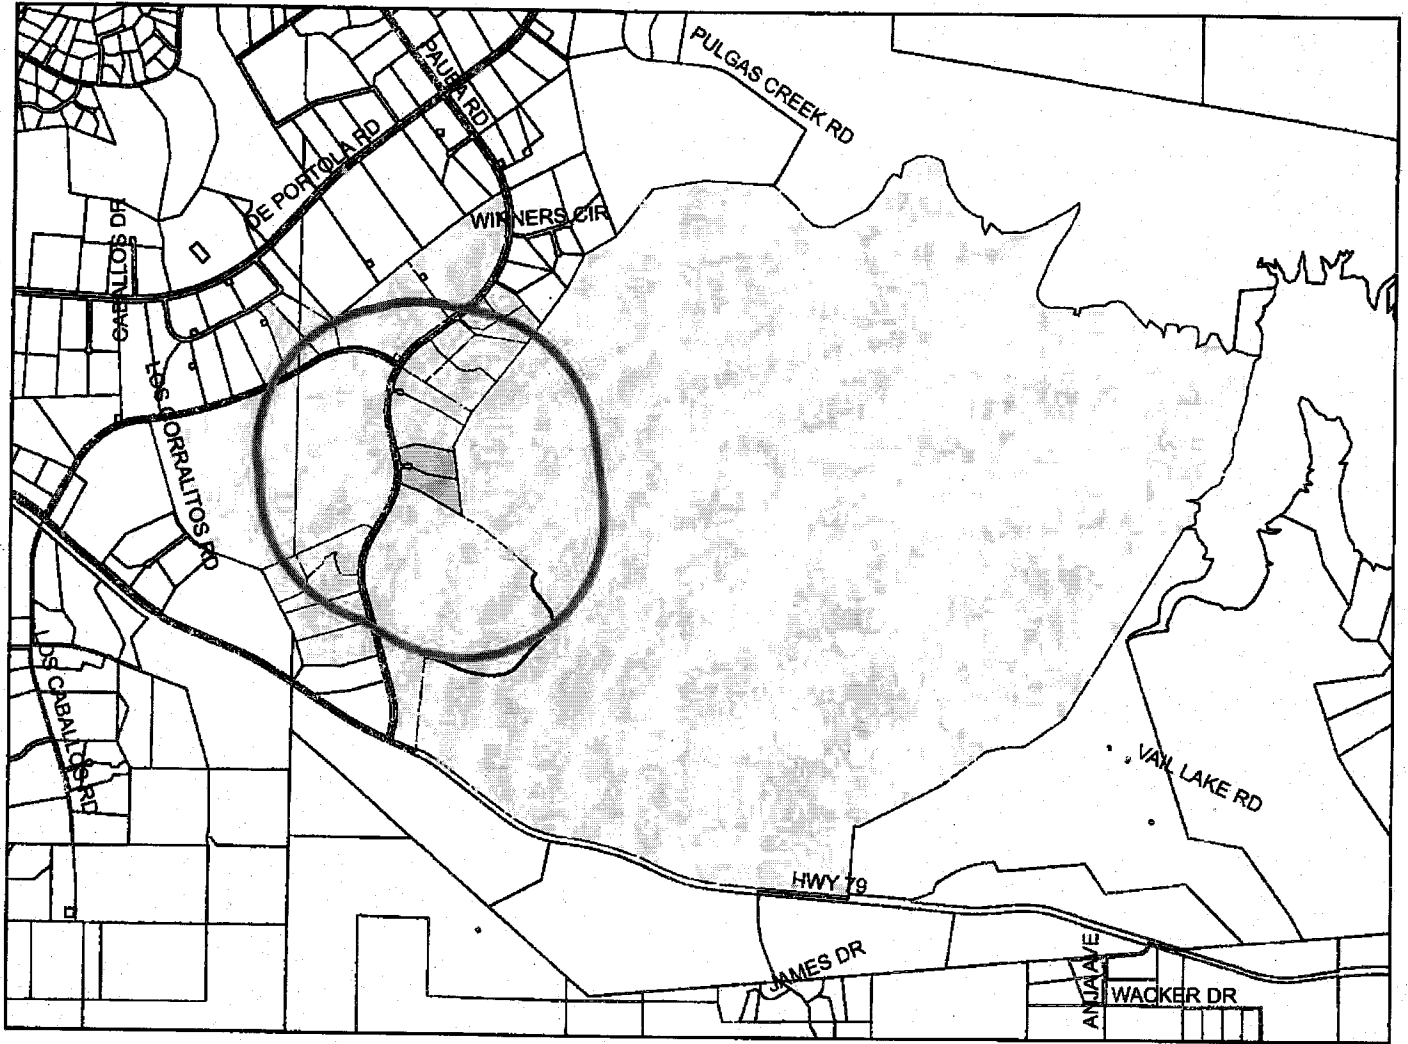 PULGAS CREEK RD
PAUBA RD
DE PORTOLA RD
WINNERS CIR
CABALLOS DR
LOS CORRALITOS RD
LOS CABALLOS RD
VAIL LAKE RD
HWY 79
JAMES DR
ANJA AVE
WACKER DR